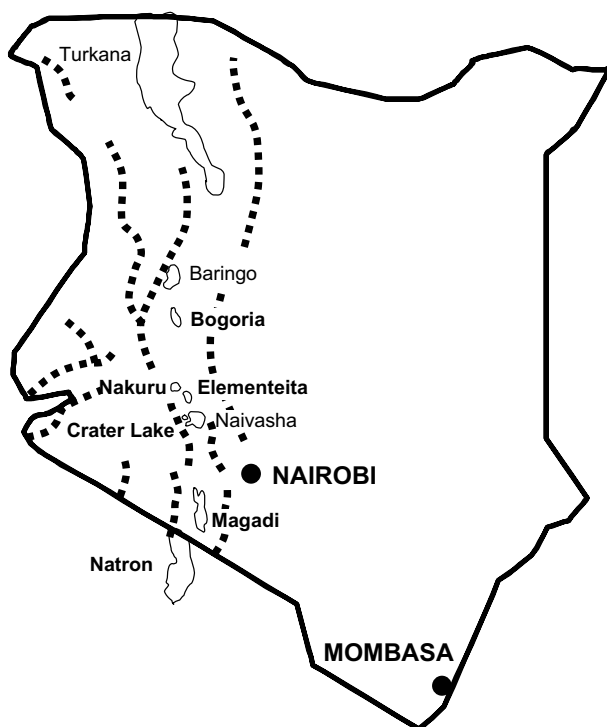 Turkana
Baringo
Bogoria
Nakuru Elementeita
Crater Lake Naivasha
NAIROBI
Magadi
Natron
MOMBASA